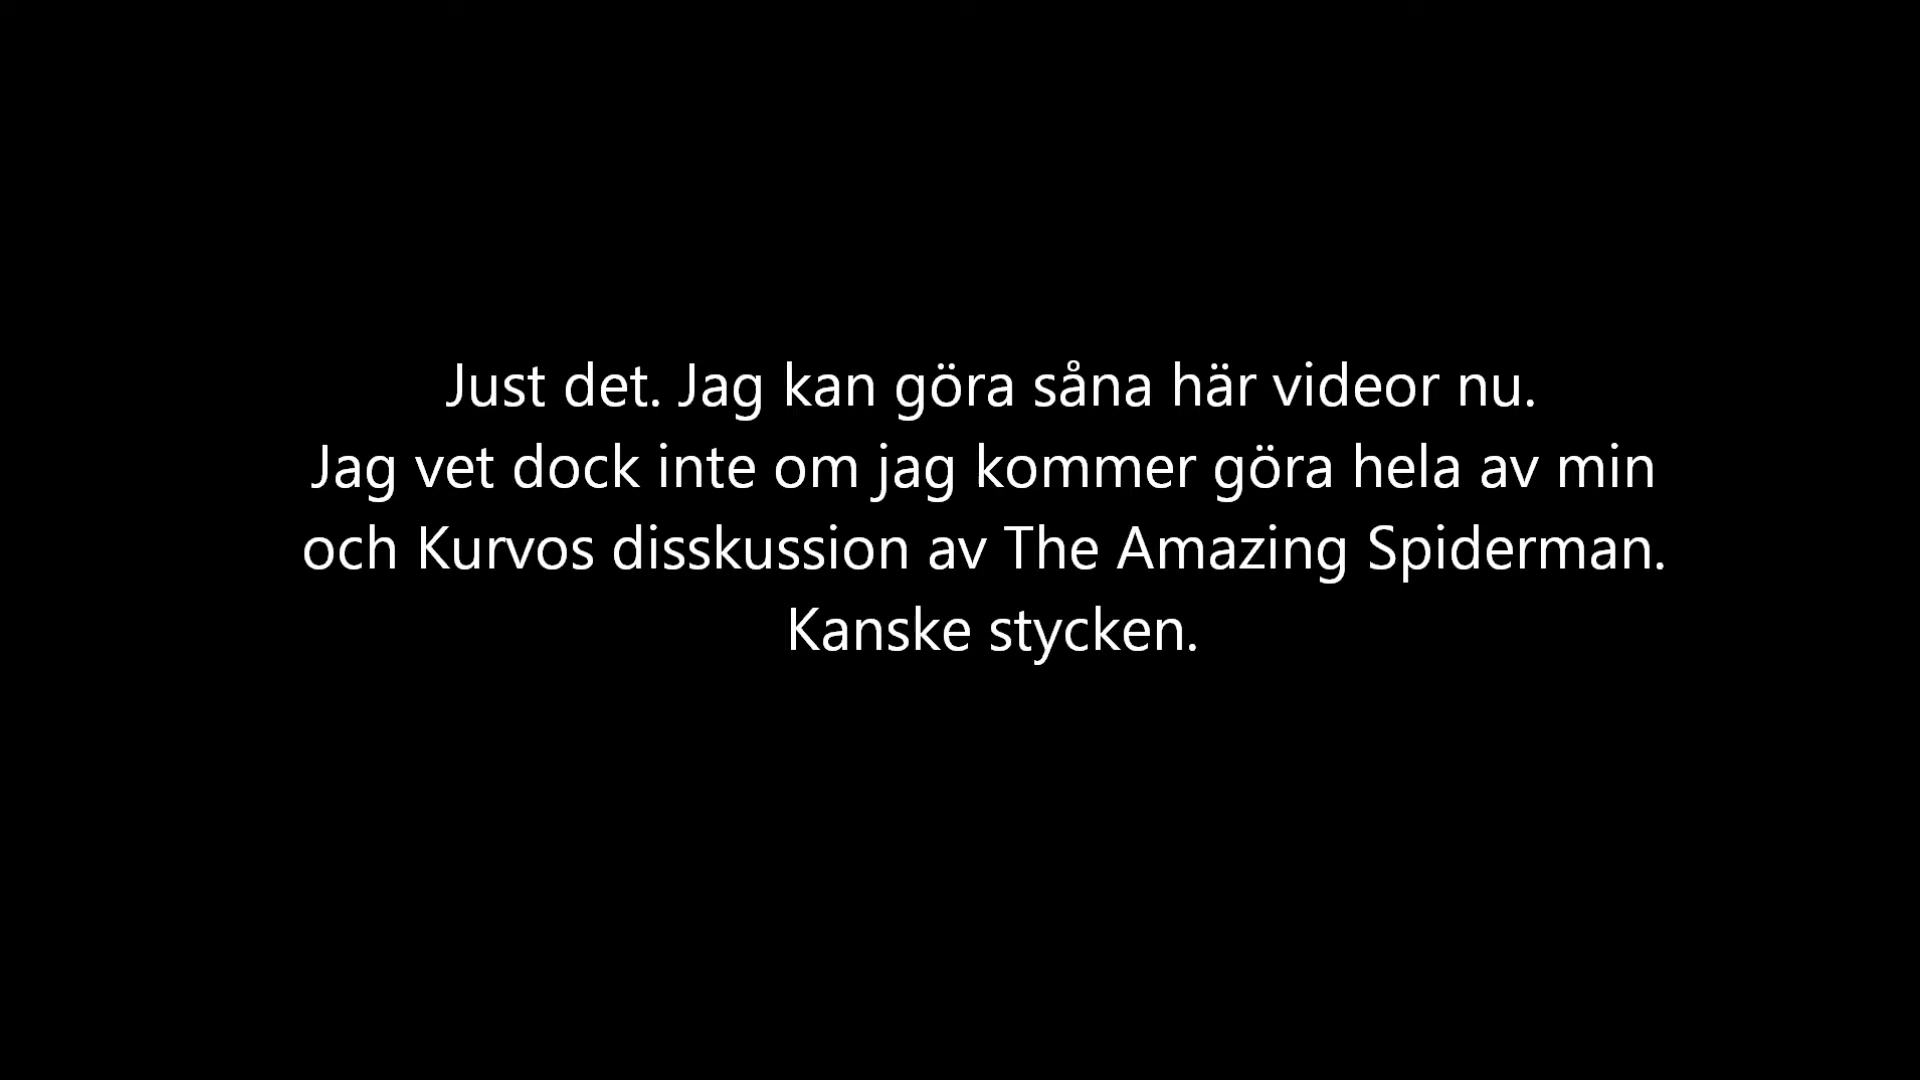 Just det. Jag kan göra såna här videor nu.
Jag vet dock inte om jag kommer göra hela av min
och Kurvos disskussion av The Amazing Spiderman.
Kanske stycken.